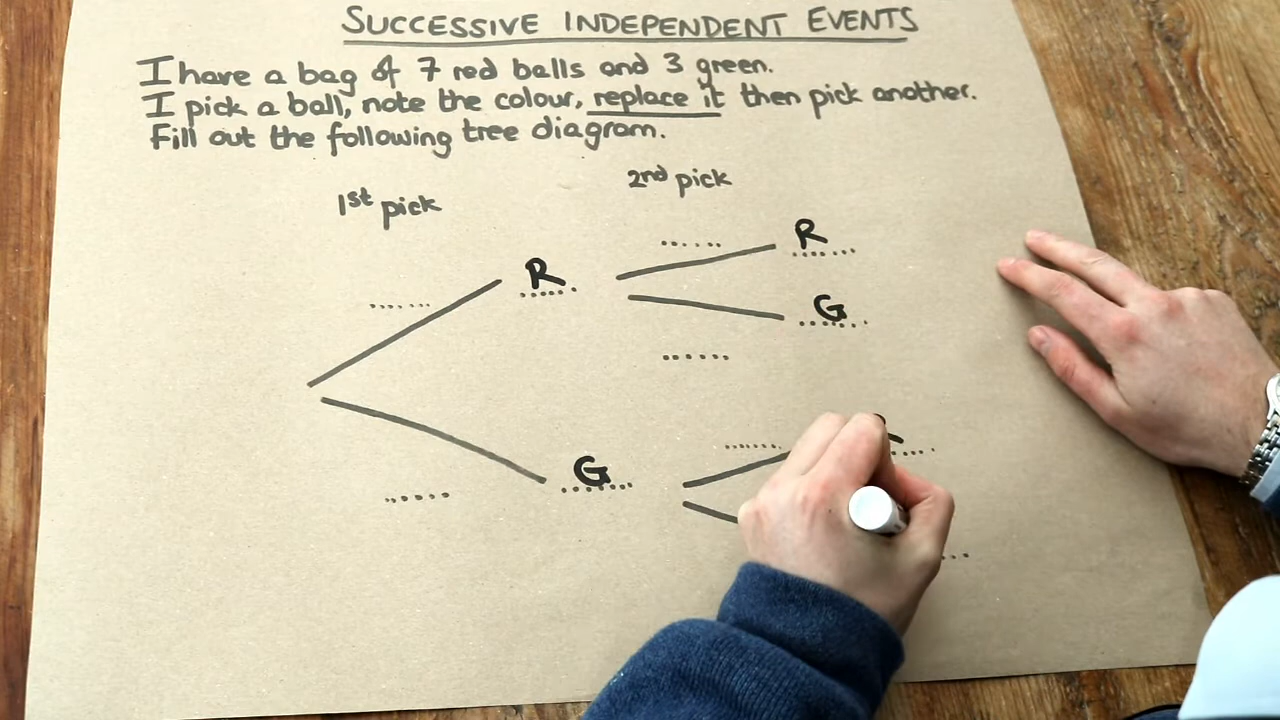 SUCCESSIVE INDEPENDENT EVENTS
I have a bag of 7 red balls and 3 green.
I pick a ball, note the colour, replace it then pick another.
Fill out the following tree diagram.
1st pick
2nd pick
R
R
G
G